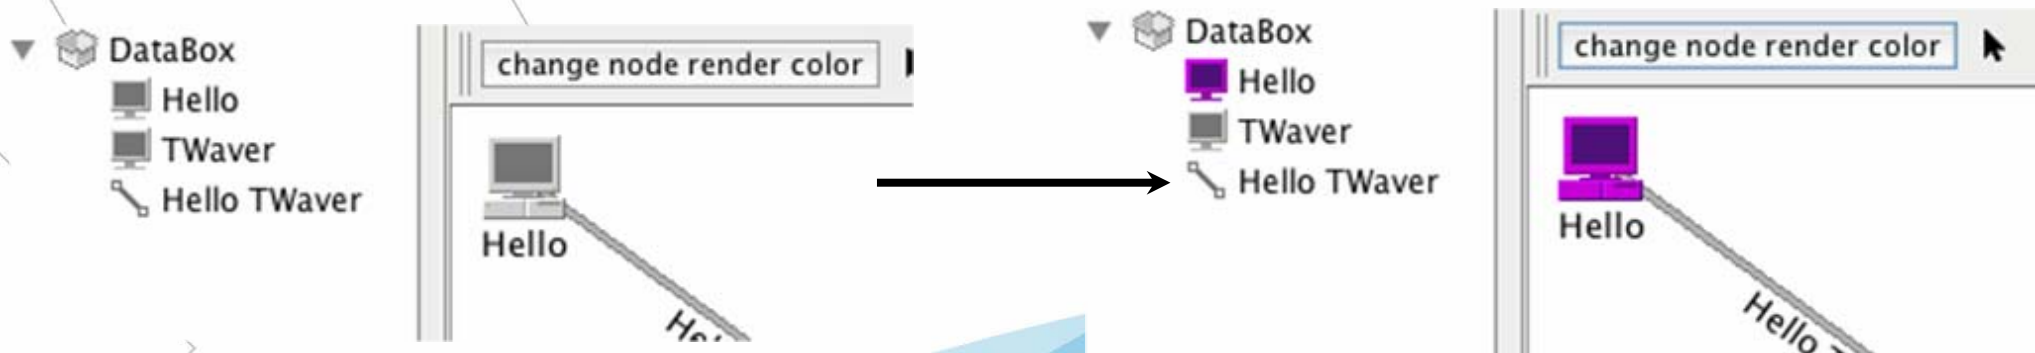 DataBox
Hello
TWaver
Hello TWaver
change node render color
Hello
DataBox
Hello
TWaver
Hello TWaver
change node render color
Hello
Hello